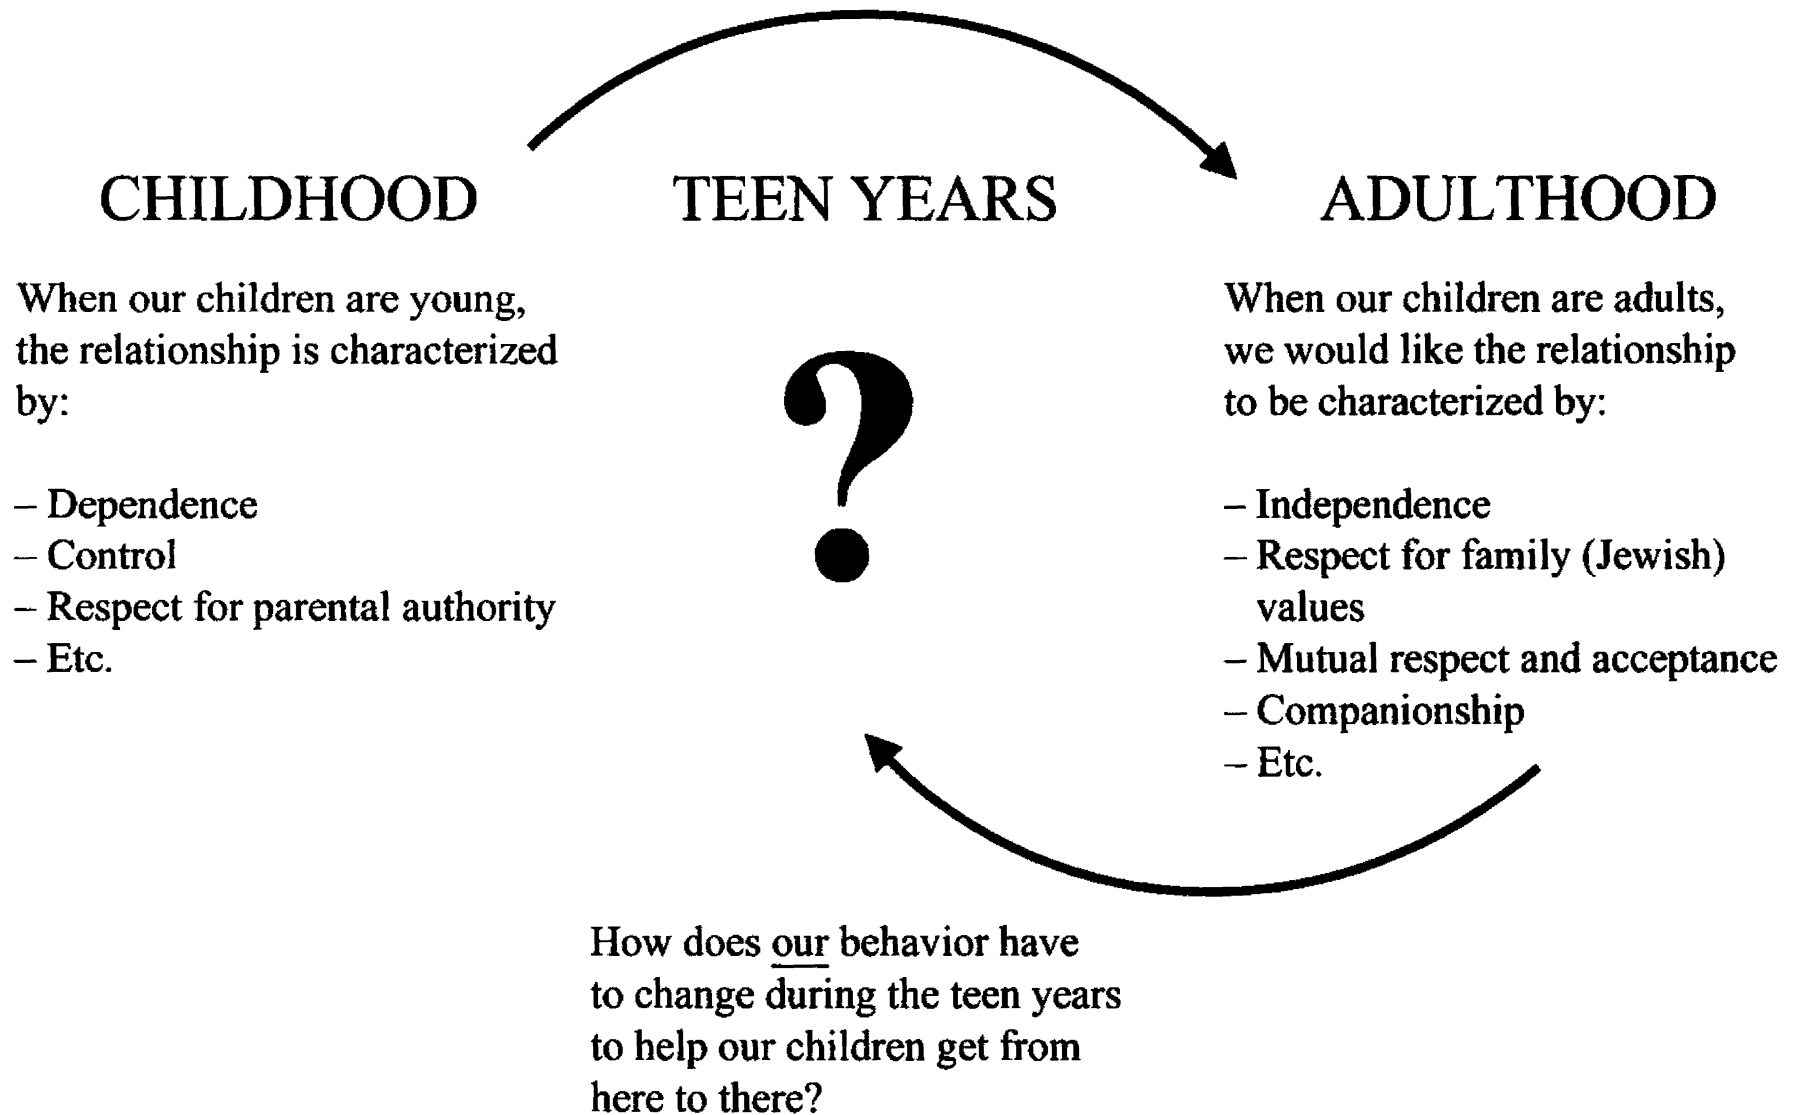 CHILDHOOD
When our children are young,
the relationship is characterized
by:
– Dependence
– Control
– Respect for parental authority
– Etc.
TEEN YEARS
?
ADULTHOOD
When our children are adults,
we would like the relationship
to be characterized by:
– Independence
– Respect for family (Jewish)
values
– Mutual respect and acceptance
– Companionship
– Etc.
How does our behavior have
to change during the teen years
to help our children get from
here to there?